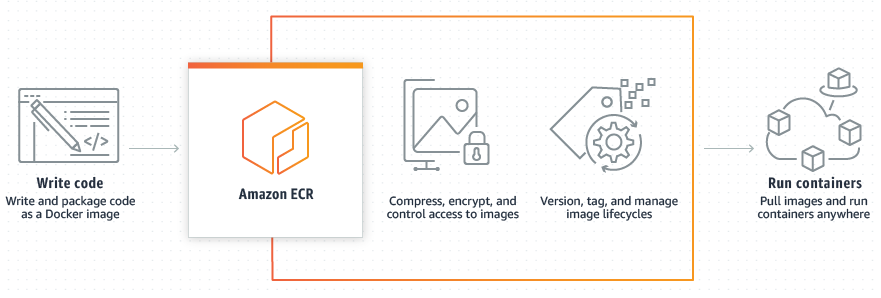 </>
Write code
Write and package code
as a Docker image
Amazon ECR
Compress, encrypt, and
control access to images
Version, tag, and manage
image lifecycles
Run containers
Pull images and run
containers anywhere